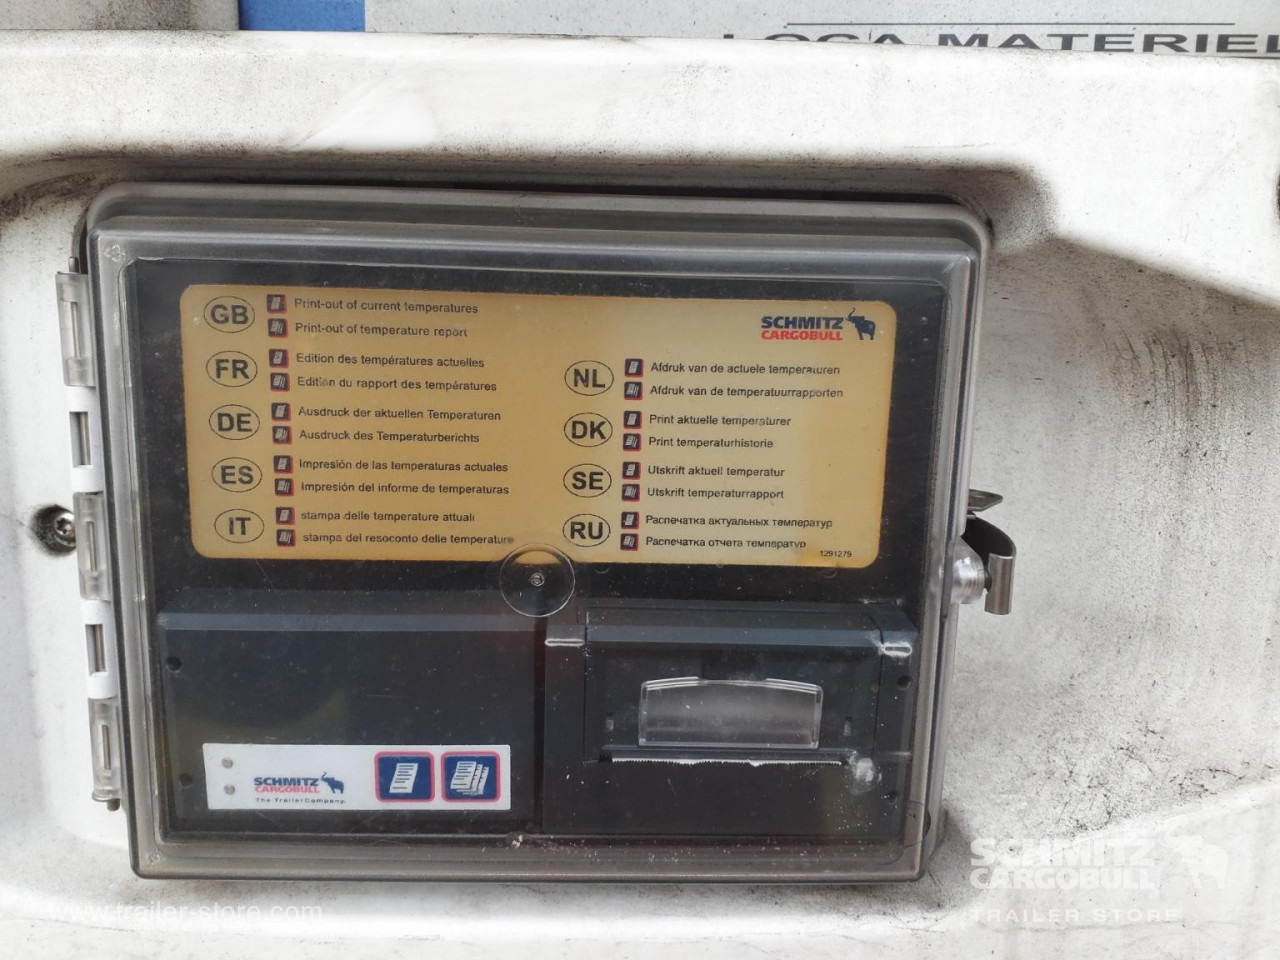 LOCA MATERIEL
GB
Print-out of current temperatures
Print-out of temperature report
FR
Edition des températures actuelles
Edition du rapport des températures
DE
Ausdruck der aktuellen Temperaturen
Ausdruck des Temperaturberichts
ES
Impresión de las temperaturas actuales
Impresión del informe de temperaturas
IT
stampa delle temperature attuali
stampa del resoconto delle temperature
SCHMITZ
CARGOBULL
NL
Afdruk van de actuele temperaturen
Afdruk van de temperatuurrapporten
DK
Print aktuelle temperaturer
Print temperaturhistorie
SE
Utskrift aktuell temperatur
Utskrift temperaturrapport
RU
Распечатка актуальных температур
Распечатка отчета температур
1291279
SCHMITZ
CARGOBULL
The TrailerCompany.
SCHMITZ
CARGOBULL
TRAILER STORE
www.trailer-store.com